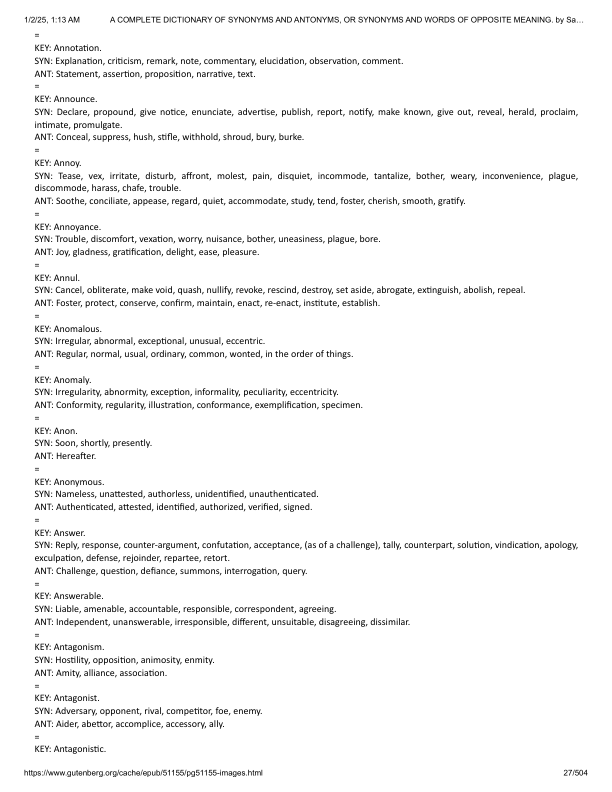 1/2/25, 1:13 AM A COMPLETE DICTIONARY OF SYNONYMS AND ANTONYMS, OR SYNONYMS AND WORDS OF OPPOSITE MEANING. by Sa…
=
KEY: Annotation.
SYN: Explanation, criticism, remark, note, commentary, elucidation, observation, comment.
ANT: Statement, assertion, proposition, narrative, text.
=
KEY: Announce.
SYN: Declare, propound, give notice, enunciate, advertise, publish, report, notify, make known, give out, reveal, herald, proclaim,
intimate, promulgate.
ANT: Conceal, suppress, hush, stifle, withhold, shroud, bury, burke.
=
KEY: Annoy.
SYN: Tease, vex, irritate, disturb, affront, molest, pain, disquiet, incommode, tantalize, bother, weary, inconvenience, plague,
discommode, harass, chafe, trouble.
ANT: Soothe, conciliate, appease, regard, quiet, accommodate, study, tend, foster, cherish, smooth, gratify.
=
KEY: Annoyance.
SYN: Trouble, discomfort, vexation, worry, nuisance, bother, uneasiness, plague, bore.
ANT: Joy, gladness, gratification, delight, ease, pleasure.
=
KEY: Annul.
SYN: Cancel, obliterate, make void, quash, nullify, revoke, rescind, destroy, set aside, abrogate, extinguish, abolish, repeal.
ANT: Foster, protect, conserve, confirm, maintain, enact, re-enact, institute, establish.
=
KEY: Anomalous.
SYN: Irregular, abnormal, exceptional, unusual, eccentric.
ANT: Regular, normal, usual, ordinary, common, wonted, in the order of things.
=
KEY: Anomaly.
SYN: Irregularity, abnormity, exception, informality, peculiarity, eccentricity.
ANT: Conformity, regularity, illustration, conformance, exemplification, specimen.
=
KEY: Anon.
SYN: Soon, shortly, presently.
ANT: Hereafter.
=
KEY: Anonymous.
SYN: Nameless, unattested, authorless, unidentified, unauthenticated.
ANT: Authenticated, attested, identified, authorized, verified, signed.
=
KEY: Answer.
SYN: Reply, response, counter-argument, confutation, acceptance, (as of a challenge), tally, counterpart, solution, vindication, apology,
exculpation, defense, rejoinder, repartee, retort.
ANT: Challenge, question, defiance, summons, interrogation, query.
=
KEY: Answerable.
SYN: Liable, amenable, accountable, responsible, correspondent, agreeing.
ANT: Independent, unanswerable, irresponsible, different, unsuitable, disagreeing, dissimilar.
=
KEY: Antagonism.
SYN: Hostility, opposition, animosity, enmity.
ANT: Amity, alliance, association.
=
KEY: Antagonist.
SYN: Adversary, opponent, rival, competitor, foe, enemy.
ANT: Aider, abettor, accomplice, accessory, ally.
=
KEY: Antagonistic.
https://www.gutenberg.org/cache/epub/51155/pg51155-images.html 27/504